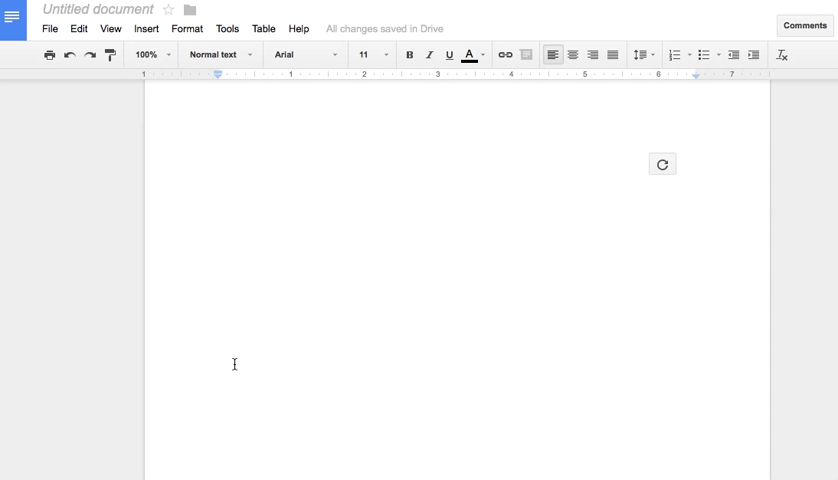 Untitled document
Comments
File Edit View Insert Format Tools Table Help All changes saved in Drive
100% Normal text Arial 11 B I U A
1 1 2 3 4 5 6 7